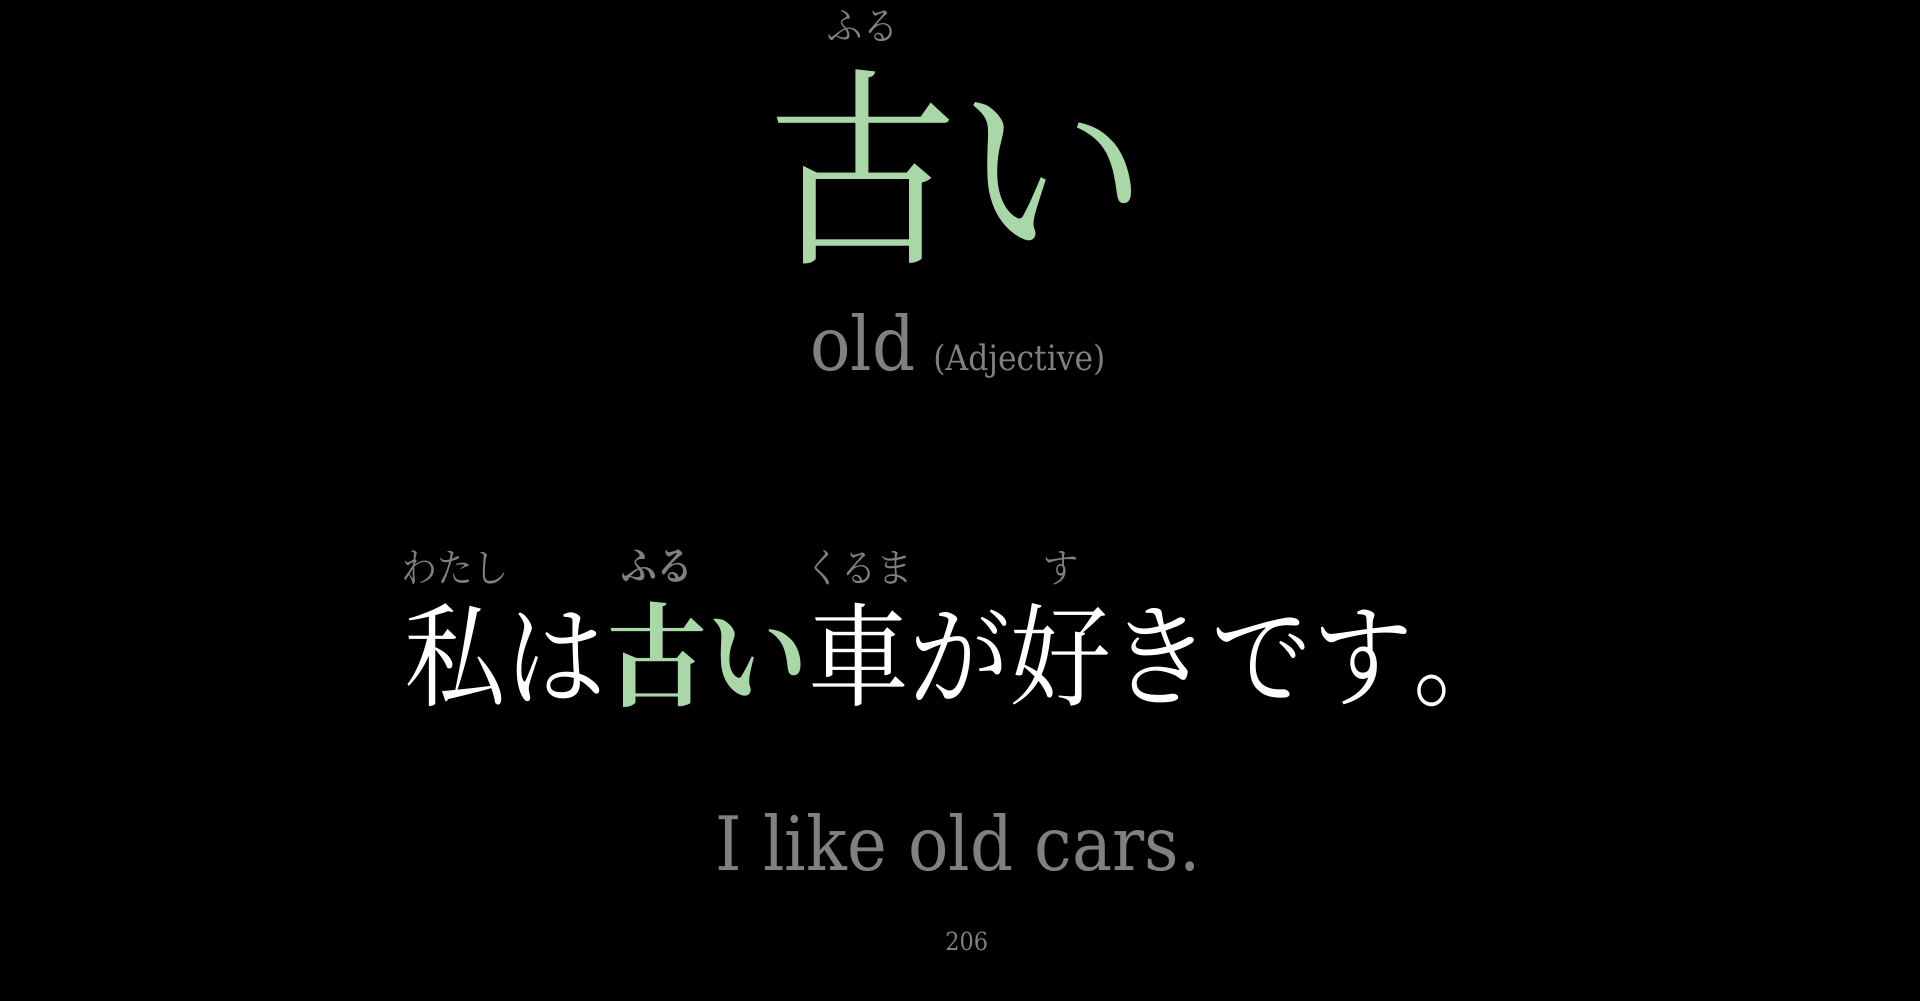 ふる
古い
old (Adjective)
わたし ふる くるま す
私は古い車が好きです。
I like old cars.
206